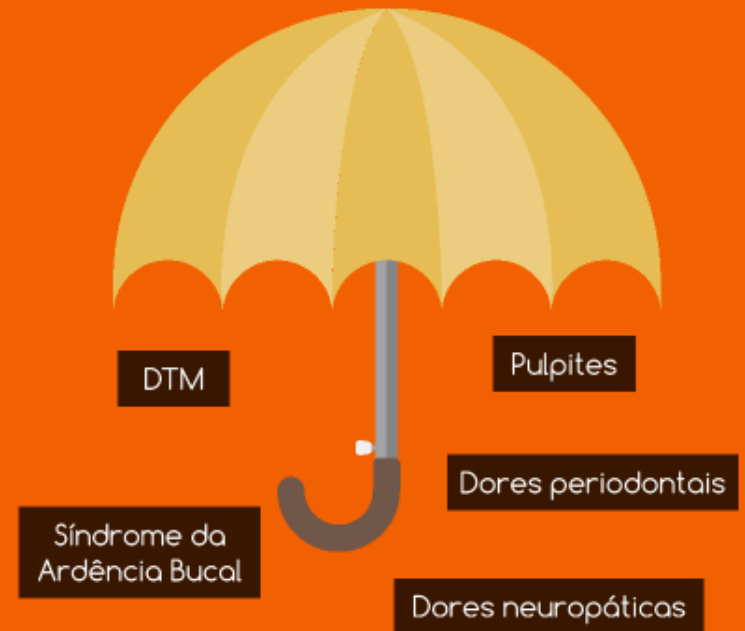 DTM
Pulpites
Dores periodontais
Síndrome da
Ardência Bucal
Dores neuropáticas